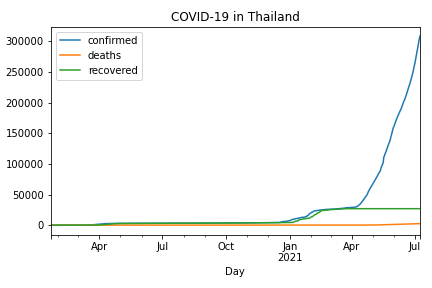 COVID-19 in Thailand
confirmed
deaths
recovered
300000
250000
200000
150000
100000
50000
0
Apr Jul Oct Jan Apr Jul
2021
Day